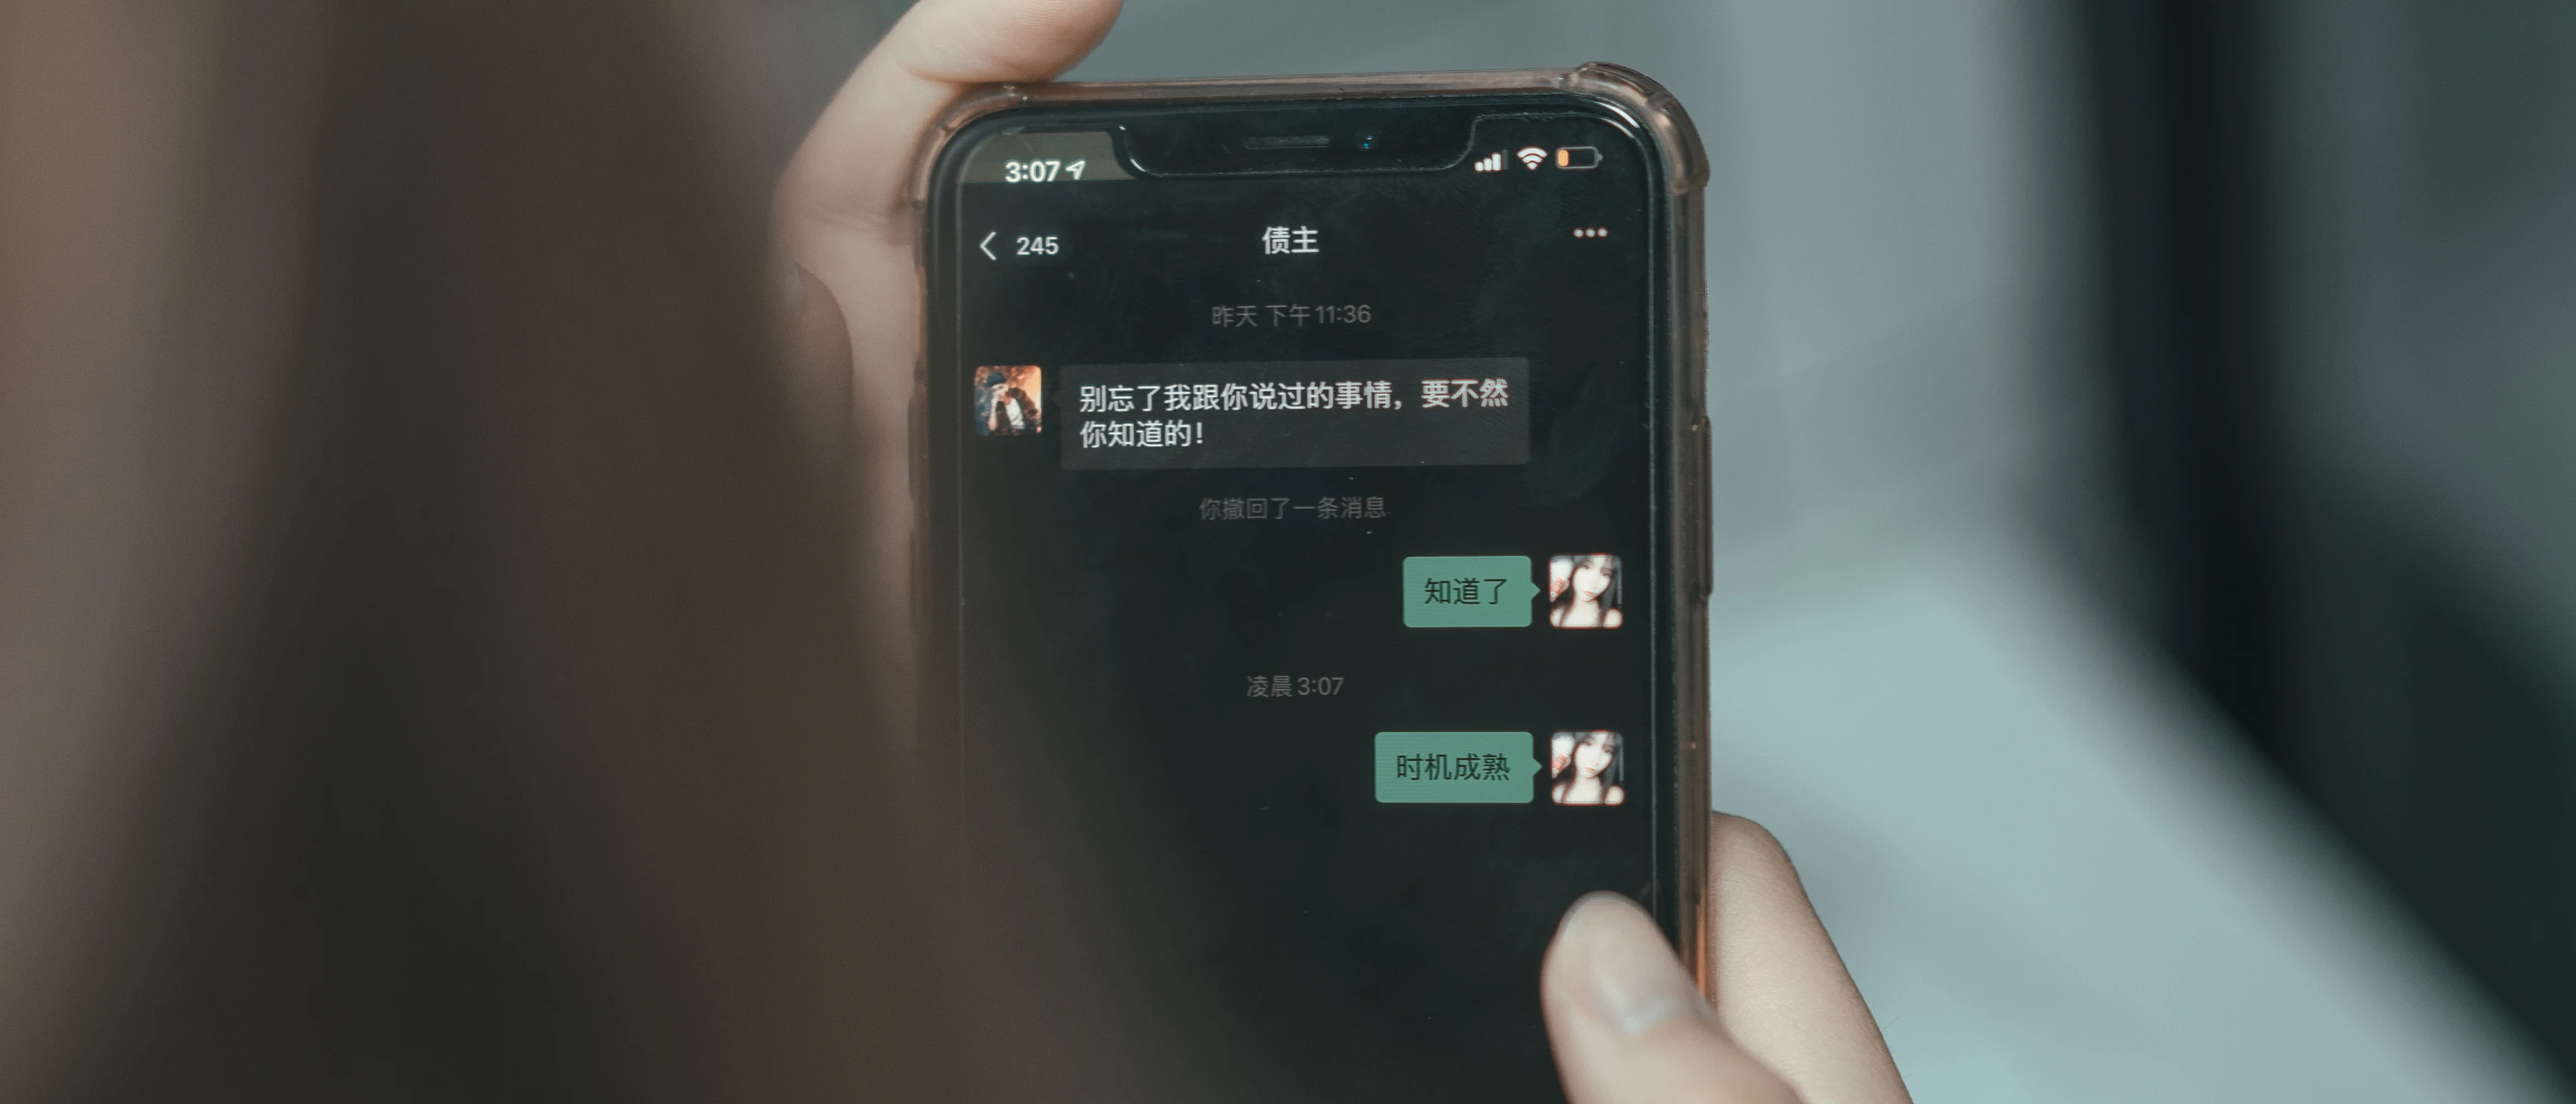 3:07
245
债主
昨天 下午 11:36
别忘了我跟你说过的事情，要不然
你知道的！
你撤回了一条消息
知道了
凌晨 3:07
时机成熟